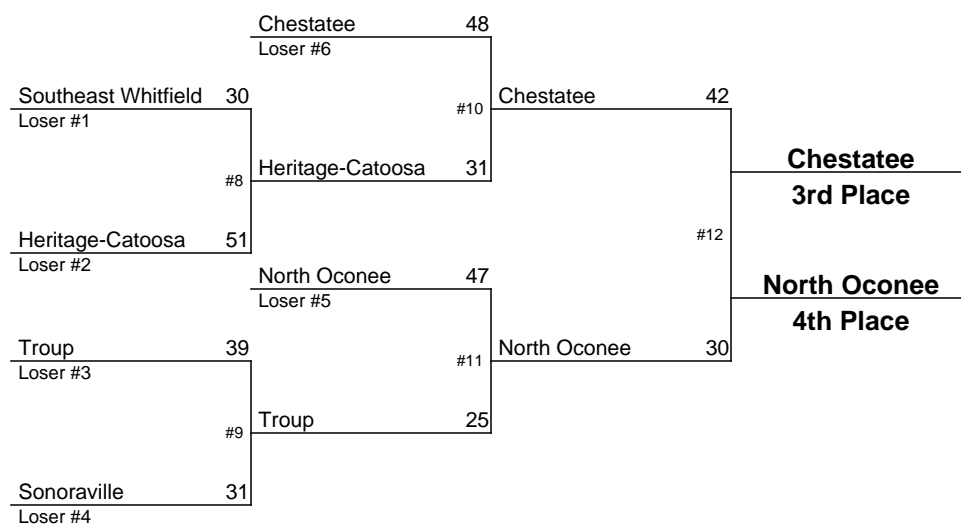 Chestatee 48
Loser #6
Southeast Whitfield 30
Loser #1
#10
Chestatee 42
Chestatee
3rd Place
#8
Heritage-Catoosa 31
Heritage-Catoosa 51
Loser #2
#12
North Oconee 47
Loser #5
North Oconee
4th Place
Troup 39
Loser #3
#11
North Oconee 30
#9
Troup 25
Sonoraville 31
Loser #4